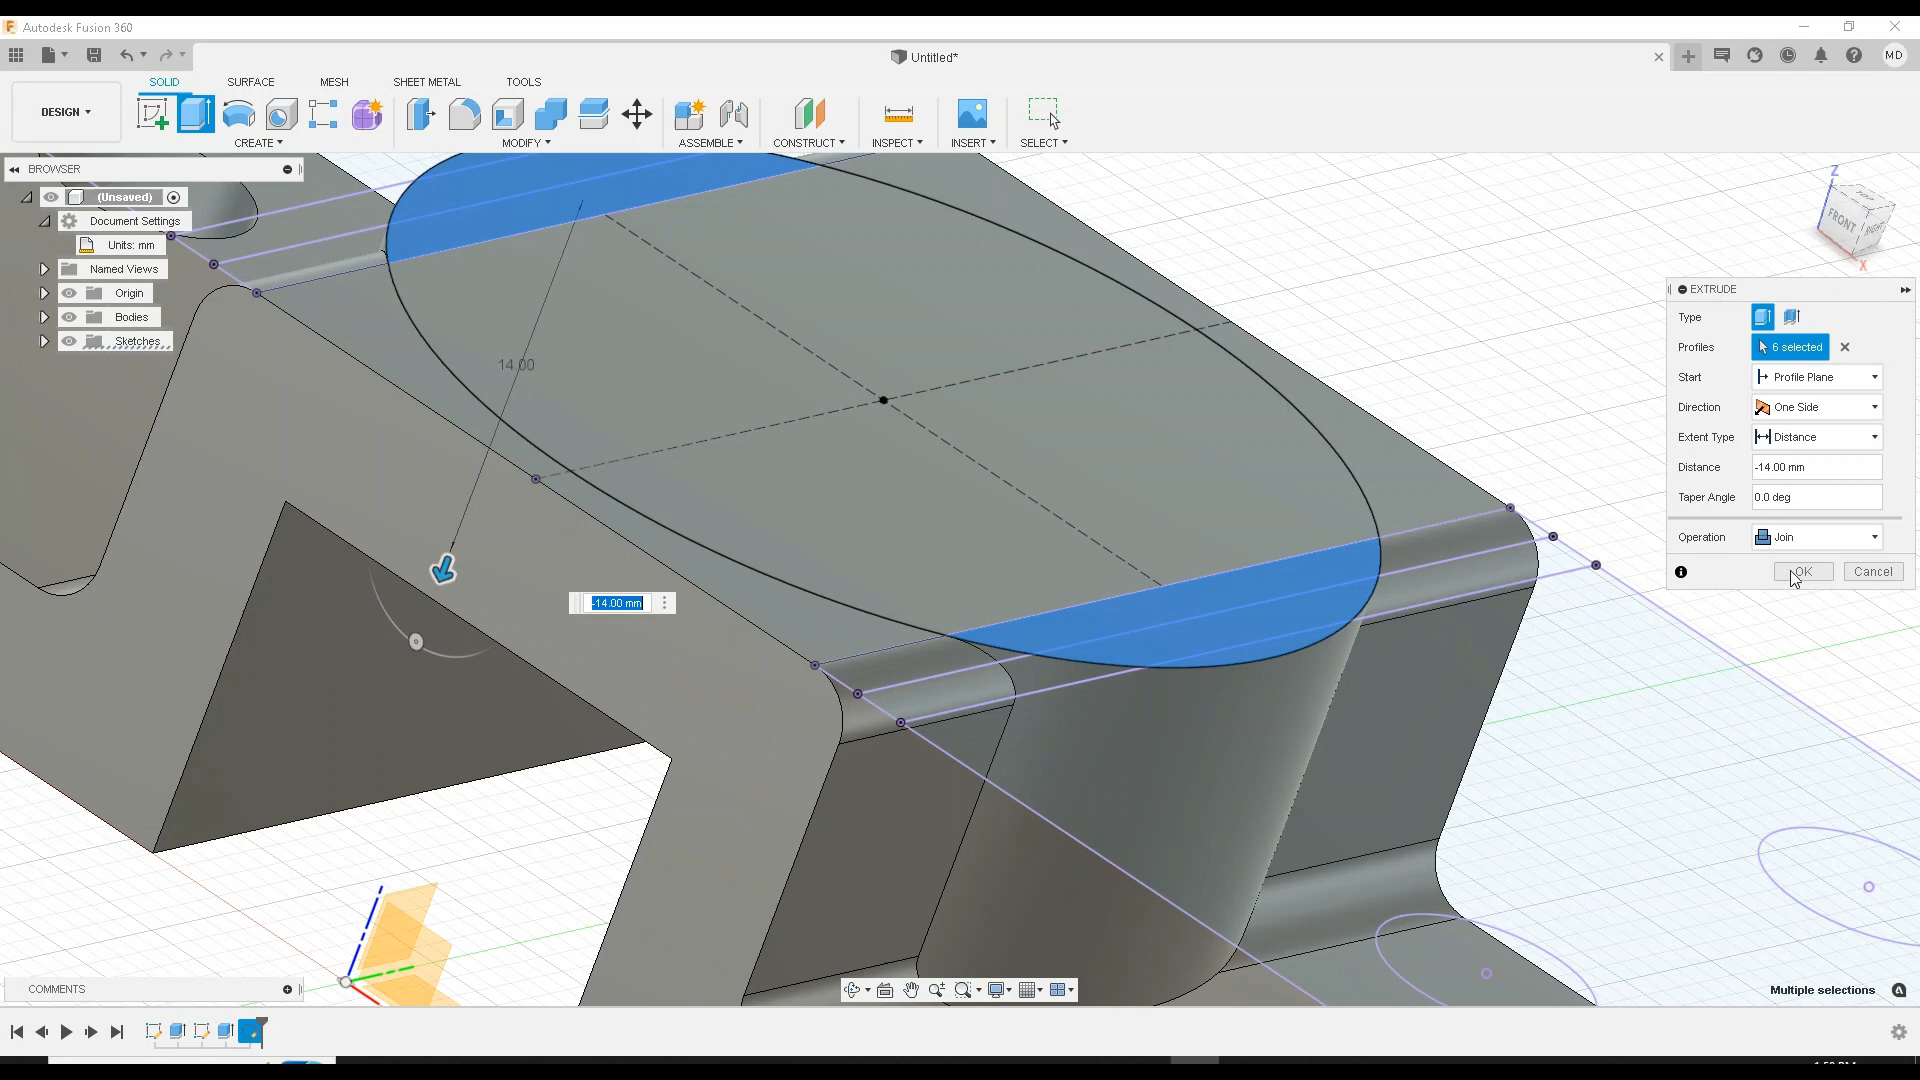 Autodesk Fusion 360
Untitled*
MD
DESIGN
SOLID
SURFACE
MESH
SHEET METAL
TOOLS
CREATE
MODIFY
ASSEMBLE
CONSTRUCT
INSPECT
INSERT
SELECT
BROWSER
(Unsaved)
Document Settings
Units: mm
Named Views
Origin
Bodies
Sketches
Z
TOP
FRONT
RIGHT
X
14.00
-14.00 mm
EXTRUDE
Type
Profiles 6 selected
Start Profile Plane
Direction One Side
Extent Type Distance
Distance -14.00 mm
Taper Angle 0.0 deg
Operation Join
OK Cancel
COMMENTS
Multiple selections